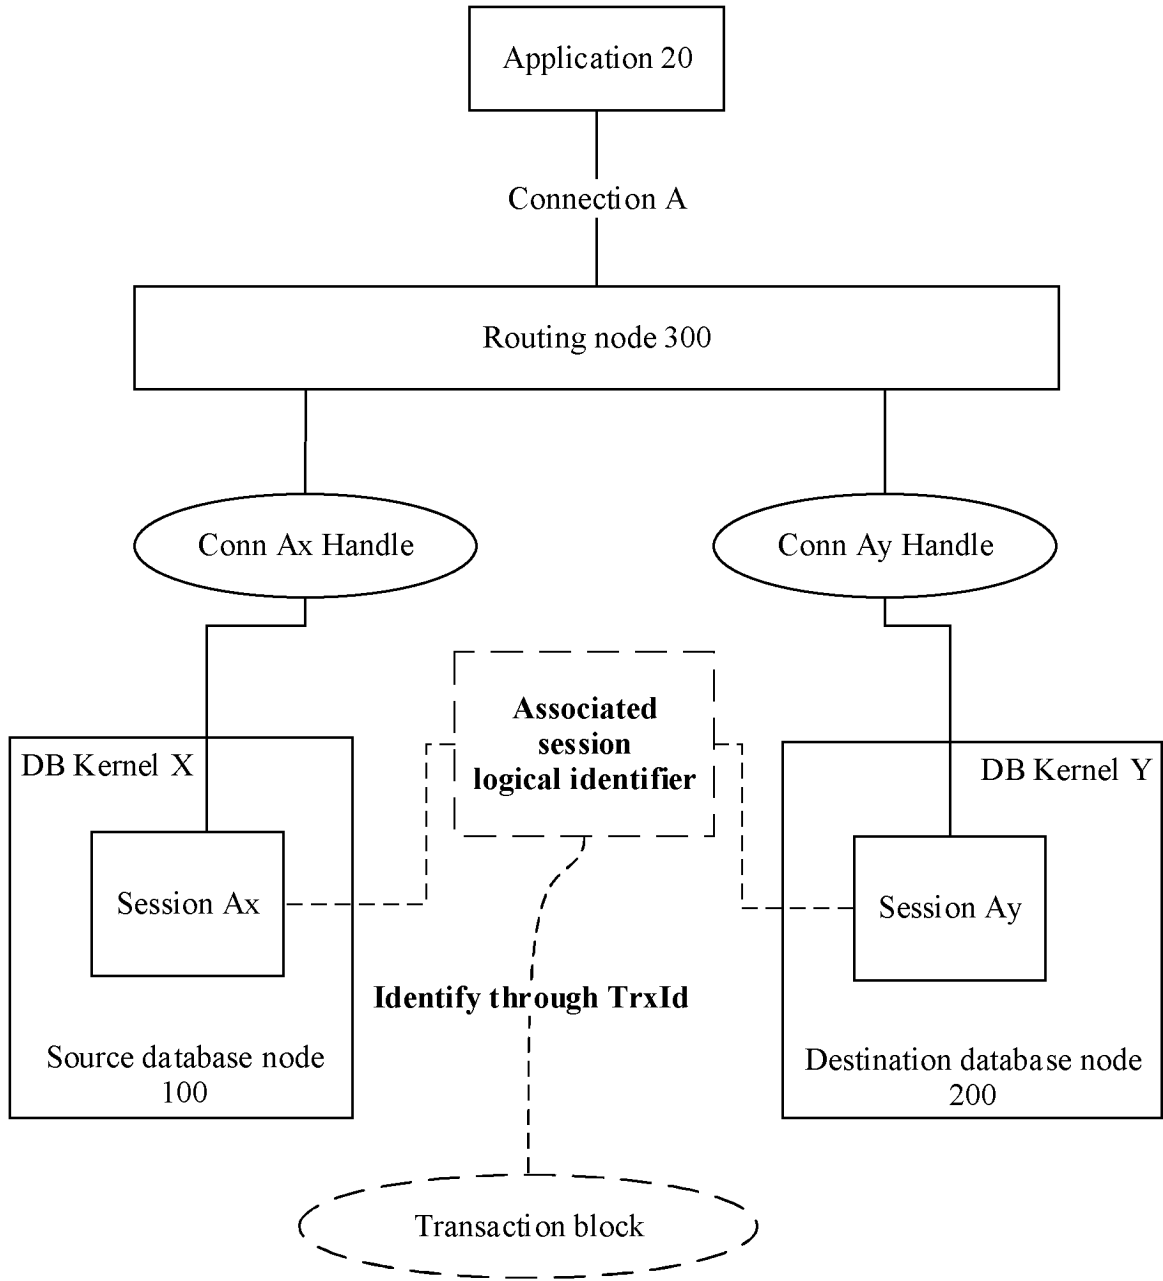 Application 20
Connection A
Routing node 300
Conn Ax Handle
Conn Ay Handle
Associated
session
logical identifier
DB Kernel X
DB Kernel Y
Session Ax
Session Ay
Identify through TrxId
Source database node
100
Destination database node
200
Transaction block